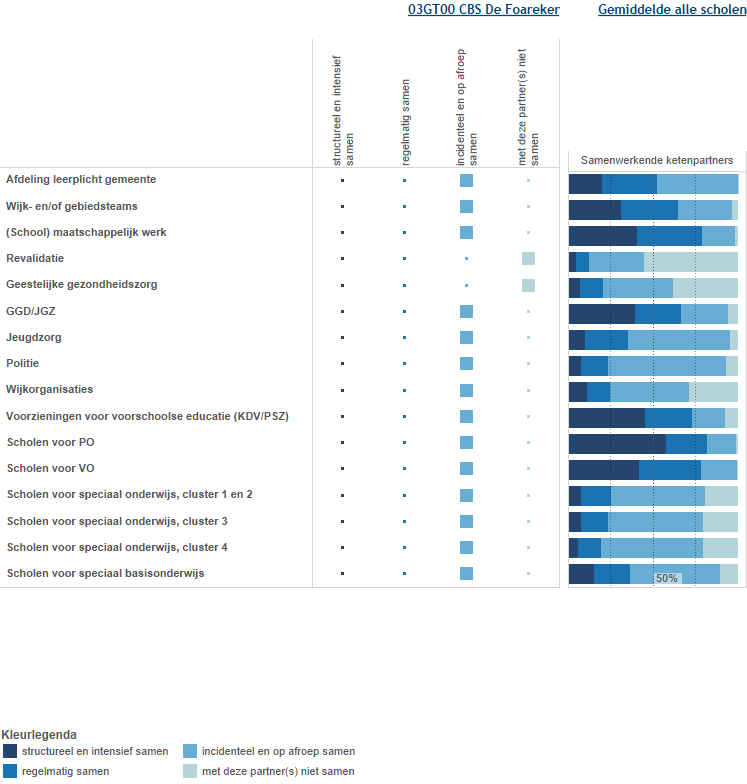 03GT00 CBS De Foareker
Gemiddelde alle scholen
structureel en intensief
samen
regelmatig samen
incidenteel en op afroep
samen
met deze partner(s) niet
samen
Samenwerkende ketenpartners
Afdeling leerplicht gemeente
Wijk- en/of gebiedsteams
(School) maatschappelijk werk
Revalidatie
Geestelijke gezondheidszorg
GGD/JGZ
Jeugdzorg
Politie
Wijkorganisaties
Voorzieningen voor voorschoolse educatie (KDV/PSZ)
Scholen voor PO
Scholen voor VO
Scholen voor speciaal onderwijs, cluster 1 en 2
Scholen voor speciaal onderwijs, cluster 3
Scholen voor speciaal onderwijs, cluster 4
Scholen voor speciaal basisonderwijs
50%
Kleurlegenda
structureel en intensief samen
incidenteel en op afroep samen
regelmatig samen
met deze partner(s) niet samen